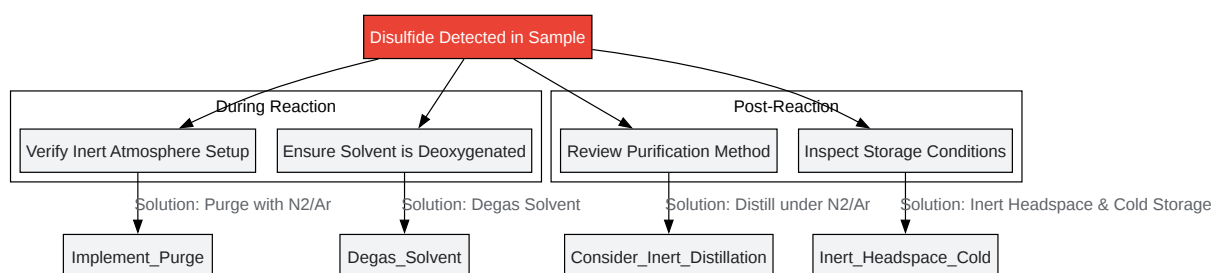 Disulfide Detected in Sample
During Reaction
Post-Reaction
Verify Inert Atmosphere Setup
Ensure Solvent is Deoxygenated
Review Purification Method
Inspect Storage Conditions
Solution: Purge with N2/Ar
Solution: Degas Solvent
Solution: Distill under N2/Ar
Solution: Inert Headspace & Cold Storage
Implement_Purge
Degas_Solvent
Consider_Inert_Distillation
Inert_Headspace_Cold